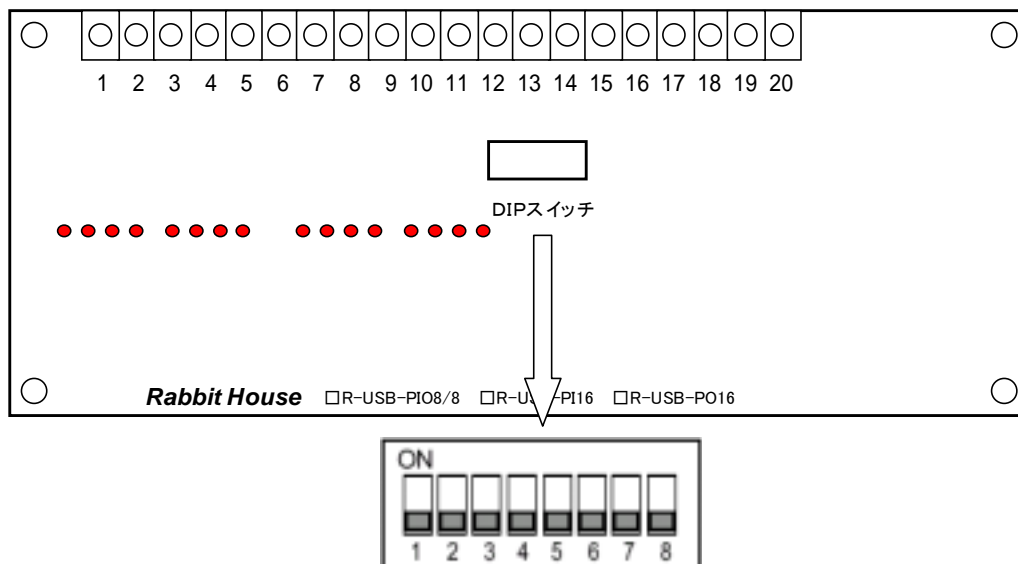 1 2 3 4 5 6 7 8 9 10 11 12 13 14 15 16 17 18 19 20
DIPスイッチ
Rabbit House □R-USB-PIO8/8 □R-U PI16 □R-USB-PO16
ON
1 2 3 4 5 6 7 8